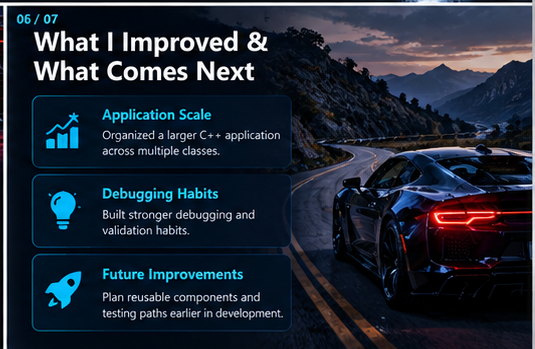 06 / 07
What I Improved &
What Comes Next
Application Scale
Organized a larger C++ application
across multiple classes.
Debugging Habits
Built stronger debugging and
validation habits.
Future Improvements
Plan reusable components and
testing paths earlier in development.